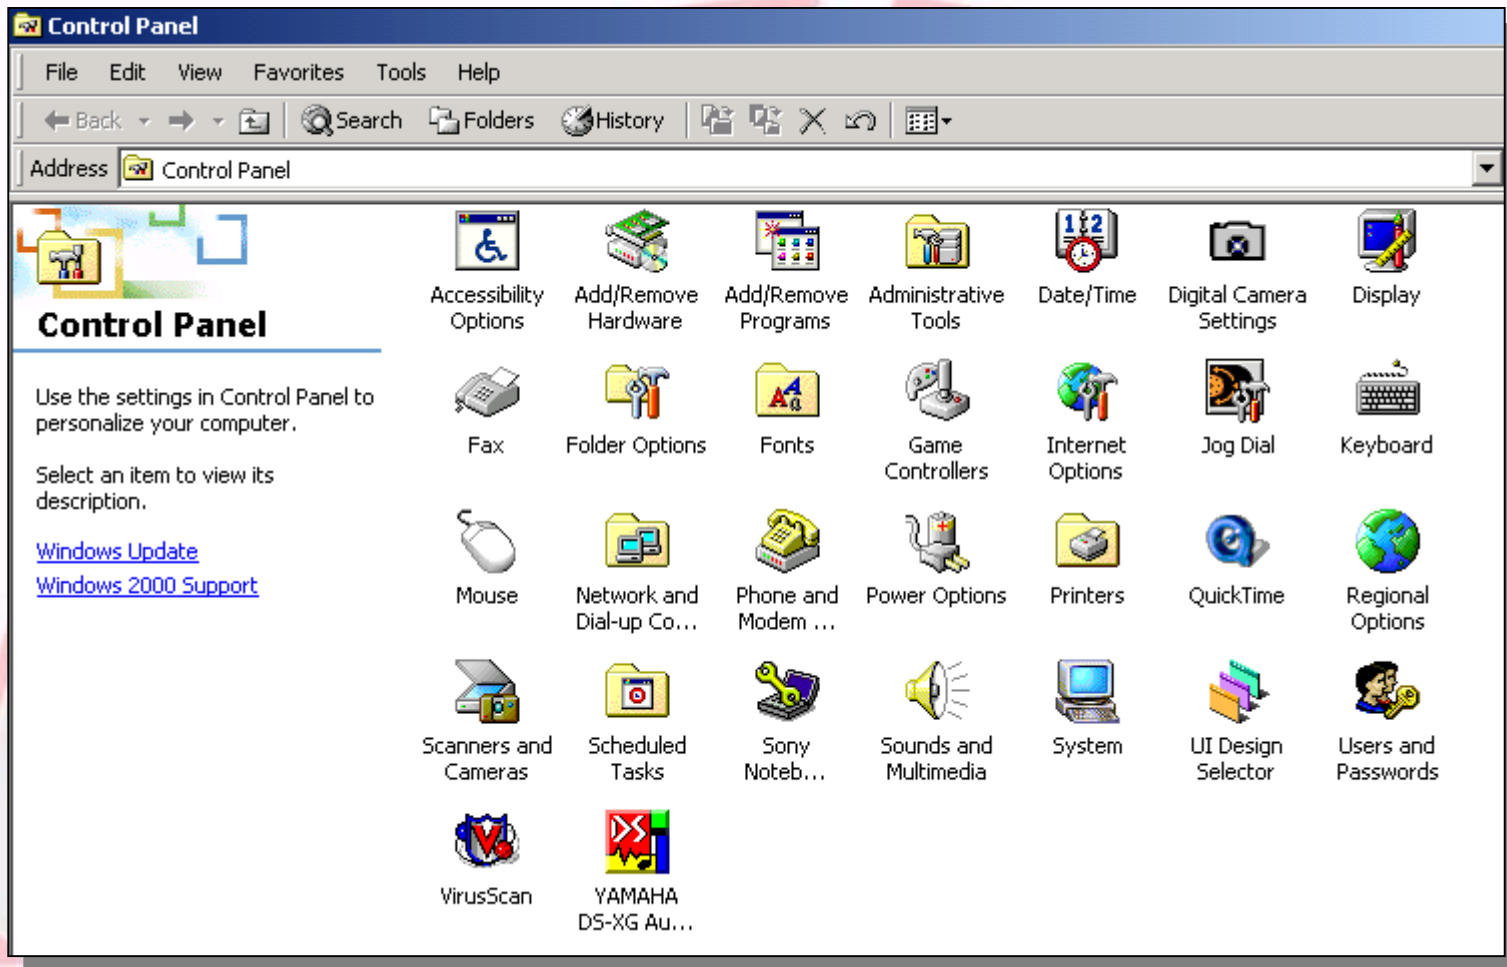 Control Panel
File Edit View Favorites Tools Help
Back Search Folders History
Address Control Panel
Control Panel
Use the settings in Control Panel to
personalize your computer.
Select an item to view its
description.
Windows Update
Windows 2000 Support
12
Accessibility
Options
Add/Remove
Hardware
Add/Remove
Programs
Administrative
Tools
Date/Time
Digital Camera
Settings
Display
Fax
Folder Options
Fonts
Game
Controllers
Internet
Options
Jog Dial
Keyboard
Mouse
Network and
Dial-up Co...
Phone and
Modem ...
Power Options
Printers
QuickTime
Regional
Options
Scanners and
Cameras
Scheduled
Tasks
Sony
Noteb...
Sounds and
Multimedia
System
UI Design
Selector
Users and
Passwords
V
VirusScan
DS
YAMAHA
DS-XG Au...